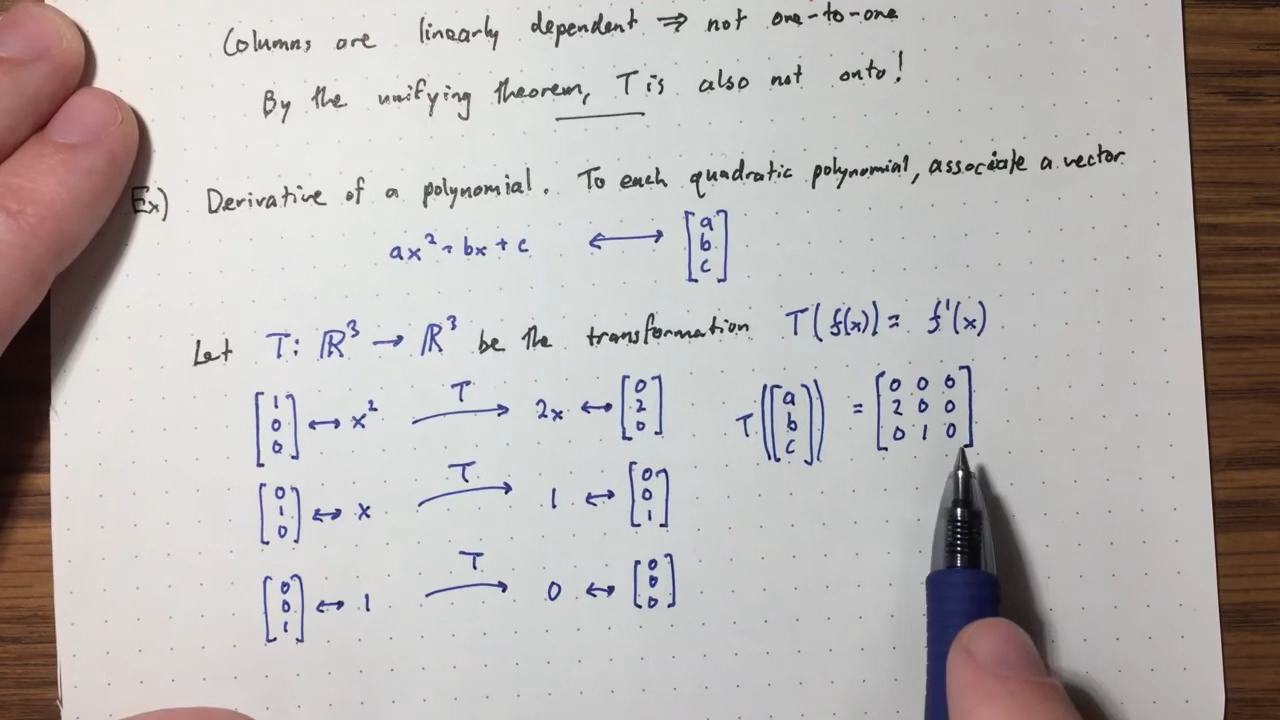 Columns are linearly dependent ⇒ not one-to-one
By the unifying theorem, T is also not onto!
Ex) Derivative of a polynomial. To each quadratic polynomial, associate a vector
ax² + bx + c ⟷ [a b c]
Let T: ℝ³ → ℝ³ be the transformation T(f(x)) = f'(x)
[1 0 0] ↔ x² T→ 2x ↔ [0 2 0] T([a b c]) = [0 0 0; 2 0 0; 0 1 0]
[0 1 0] ↔ x T→ 1 ↔ [0 0 1]
[0 0 1] ↔ 1 T→ 0 ↔ [0 0 0]